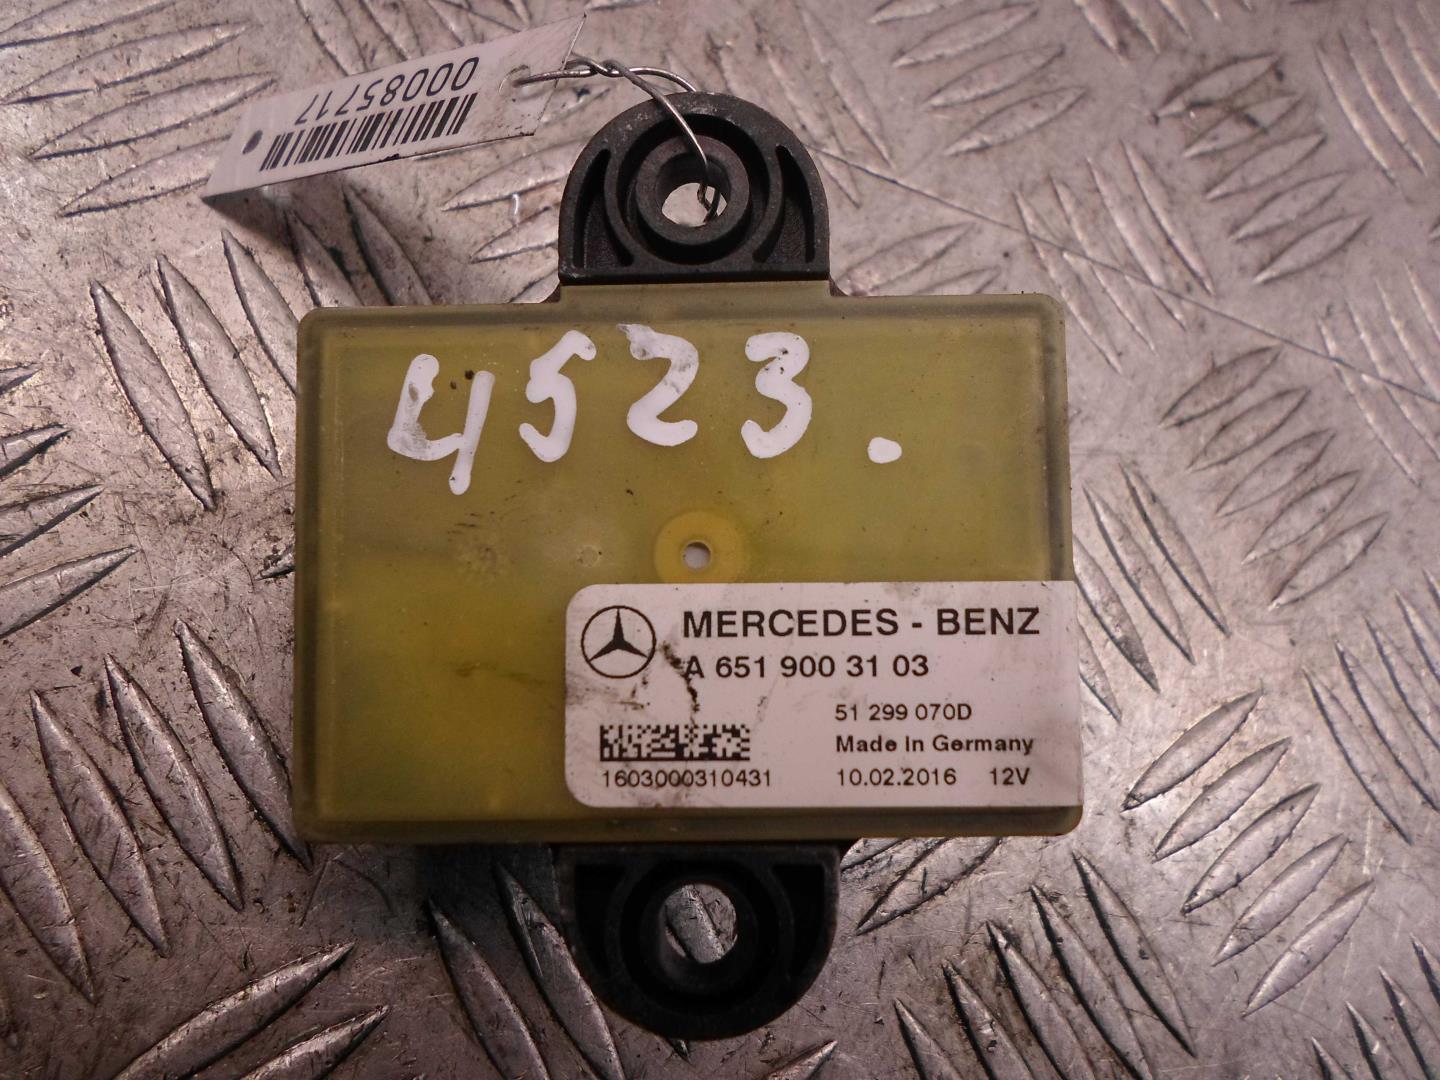 00085717
4523.
MERCEDES - BENZ
A 651 900 31 03
51 299 070D
Made In Germany
1603000310431
10.02.2016 12V